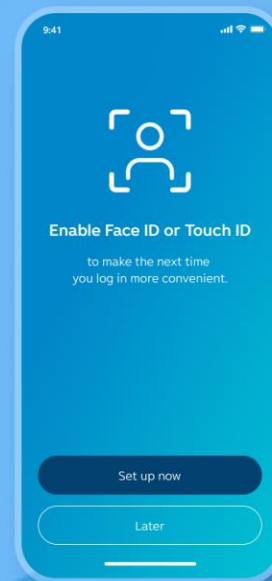 9:41
Enable Face ID or Touch ID
to make the next time
you log in more convenient.
Set up now
Later